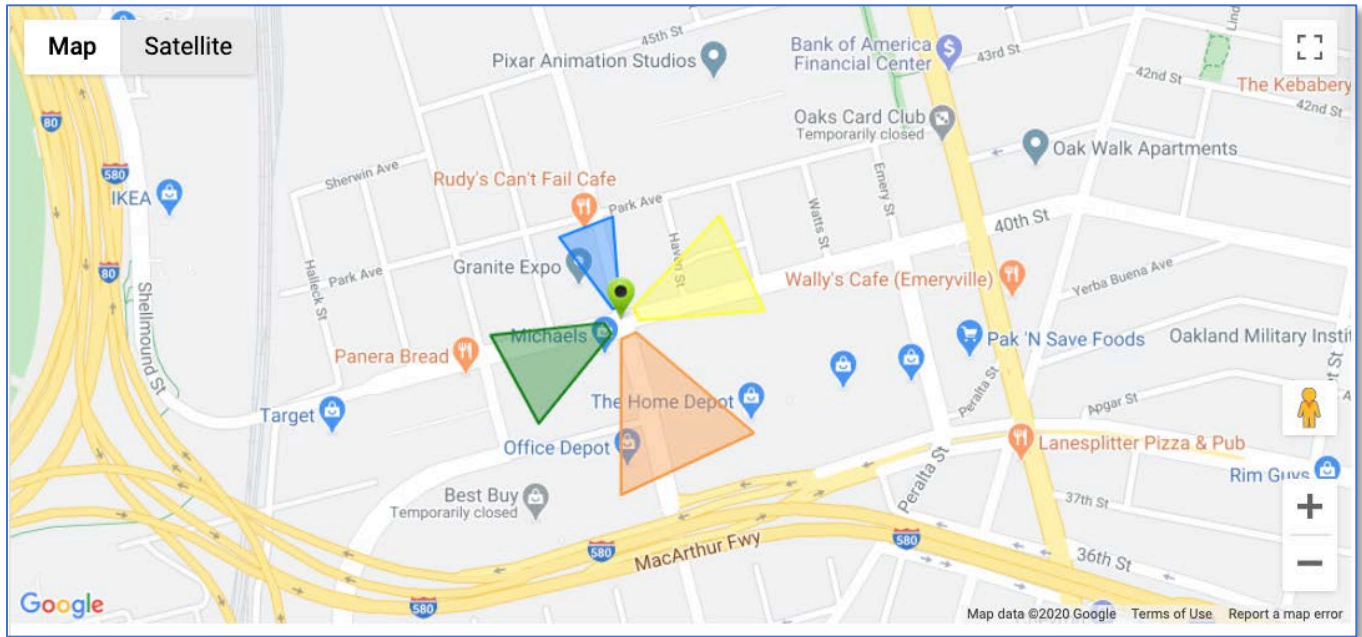 Map
Satellite
45th St
Pixar Animation Studios
Bank of America
Financial Center
43rd St
42nd St
The Kebabery
42nd St
Oaks Card Club
Temporarily closed
Oak Walk Apartments
80
580
IKEA
Sherwin Ave
Rudy's Can't Fail Cafe
Park Ave
Emery St
Watts St
40th St
Haven St
Granite Expo
Park Ave
Halleck St
Wally's Cafe (Emeryville)
Yerba Buena Ave
80
Shellmound St
Michaels
Panera Bread
Pak 'N Save Foods
Oakland Military Instit
Peralta St
Apgar St
Target
The Home Depot
Office Depot
Lanesplitter Pizza & Pub
Rim Guys
Best Buy
Temporarily closed
Peralta St
37th St
580
MacArthur Fwy
580
36th St
580
Google
Map data ©2020 Google
Terms of Use
Report a map error